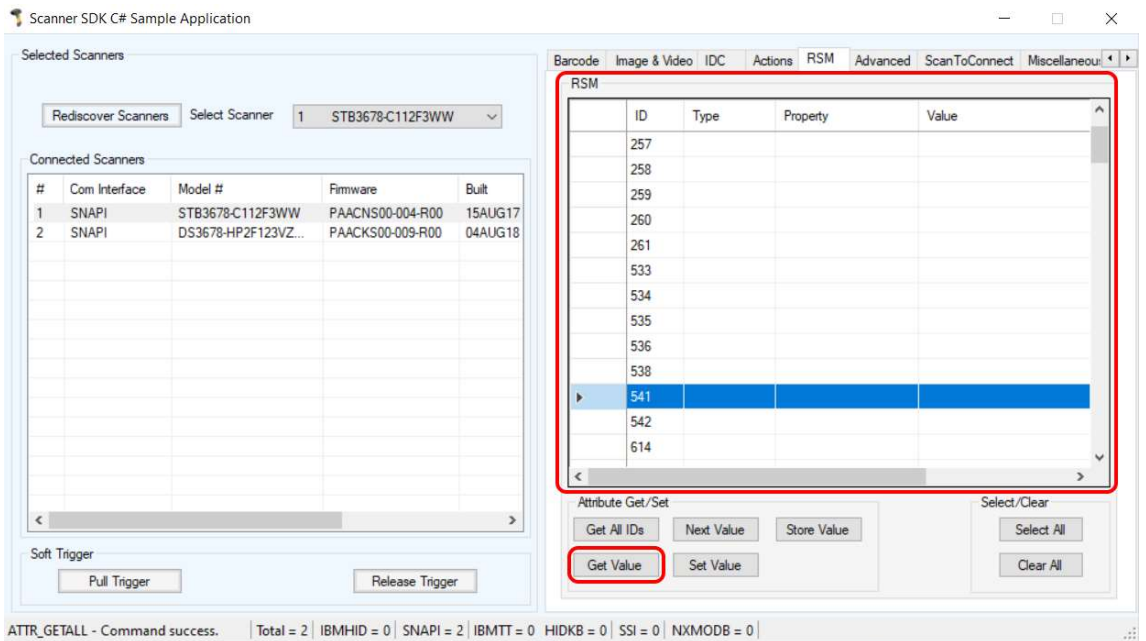 Scanner SDK C# Sample Application
Selected Scanners
Rediscover Scanners Select Scanner 1 STB3678-C112F3WW
Connected Scanners
# Com Interface Model # Firmware Built
1 SNAPI STB3678-C112F3WW PAACNS00-004-R00 15AUG17
2 SNAPI DS3678-HP2F123VZ... PAACKS00-009-R00 04AUG18
Soft Trigger
Pull Trigger Release Trigger
Barcode Image & Video IDC Actions RSM Advanced ScanToConnect Miscellaneou
RSM
ID Type Property Value
257
258
259
260
261
533
534
535
536
538
541
542
614
Attribute Get/Set
Get All IDs Next Value Store Value
Get Value Set Value
Select/Clear
Select All
Clear All
ATTR_GETALL - Command success. Total = 2 IBMHID = 0 SNAPI = 2 IBMTT = 0 HIDKB = 0 SSI = 0 NXMODB = 0